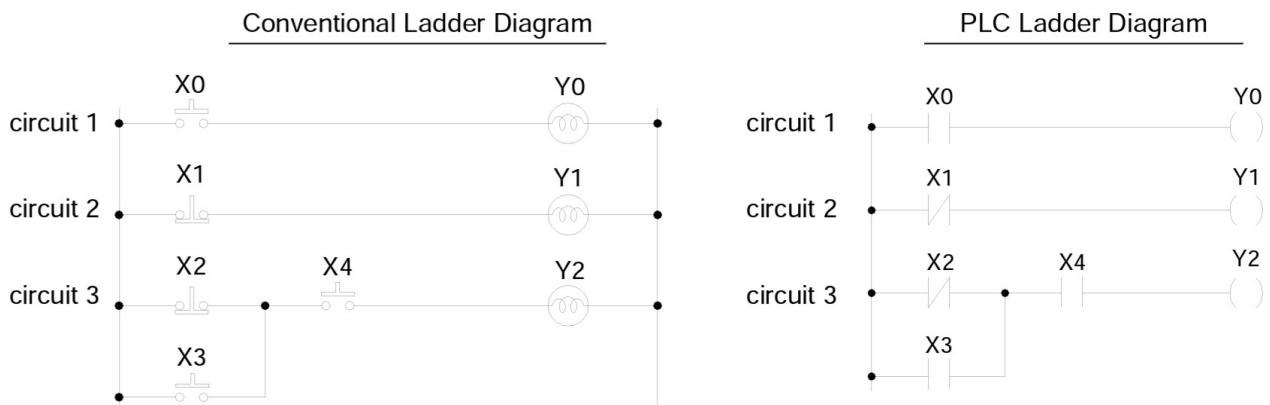 Conventional Ladder Diagram
X0 Y0
circuit 1
X1 Y1
circuit 2
X2 X4 Y2
circuit 3
X3
PLC Ladder Diagram
X0 Y0
circuit 1
X1 Y1
circuit 2
X2 X4 Y2
circuit 3
X3